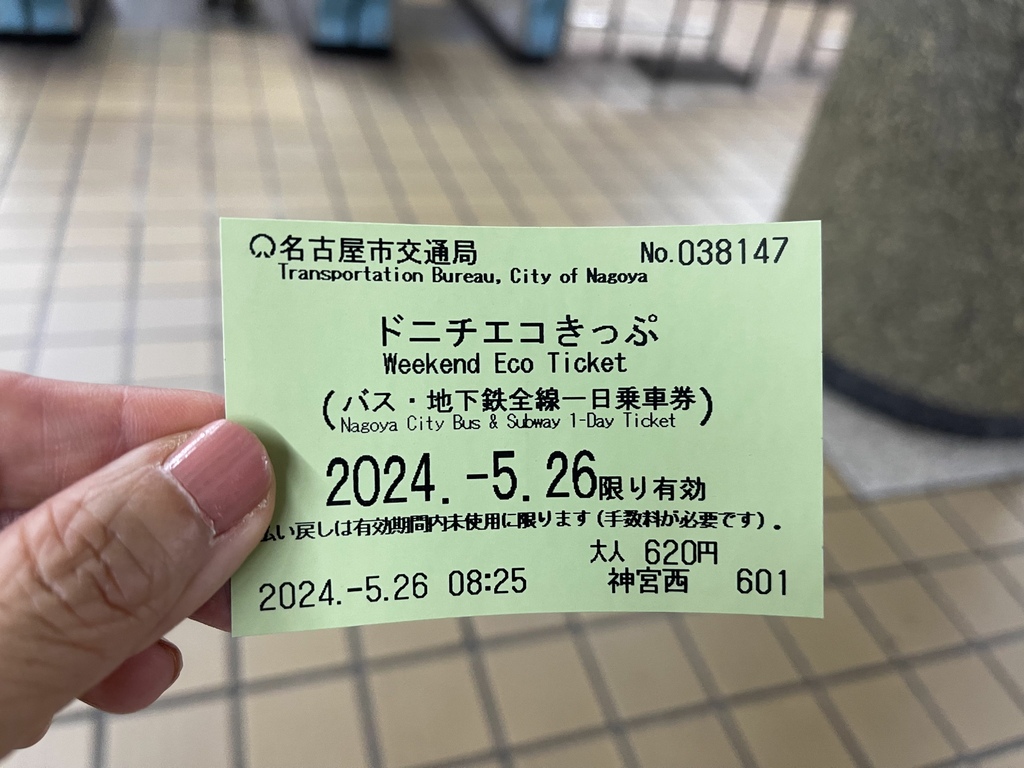 名古屋市交通局 No.038147
Transportation Bureau, City of Nagoya
ドニチエコきっぷ
Weekend Eco Ticket
(バス・地下鉄全線一日乗車券)
Nagoya City Bus & Subway 1-Day Ticket
2024.-5.26限り有効
払い戻しは有効期間内未使用に限ります(手数料が必要です)。
大人 620円
2024.-5.26 08:25 神宮西 601